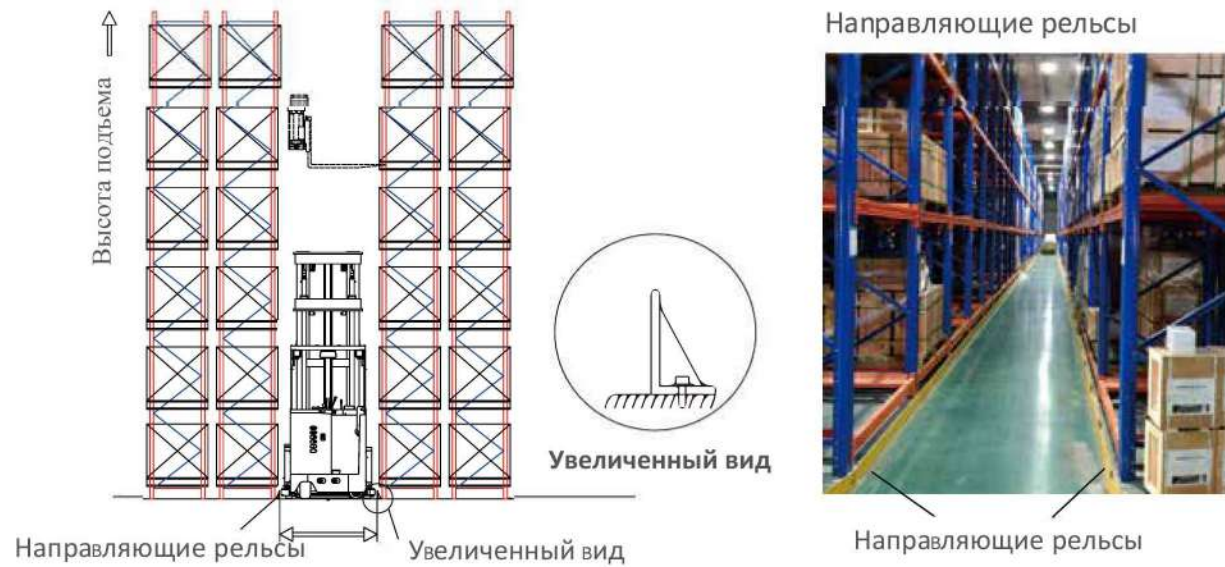 Направляющие рельсы
Высота подъема
Увеличенный вид
Направляющие рельсы
Увеличенный вид
Направляющие рельсы